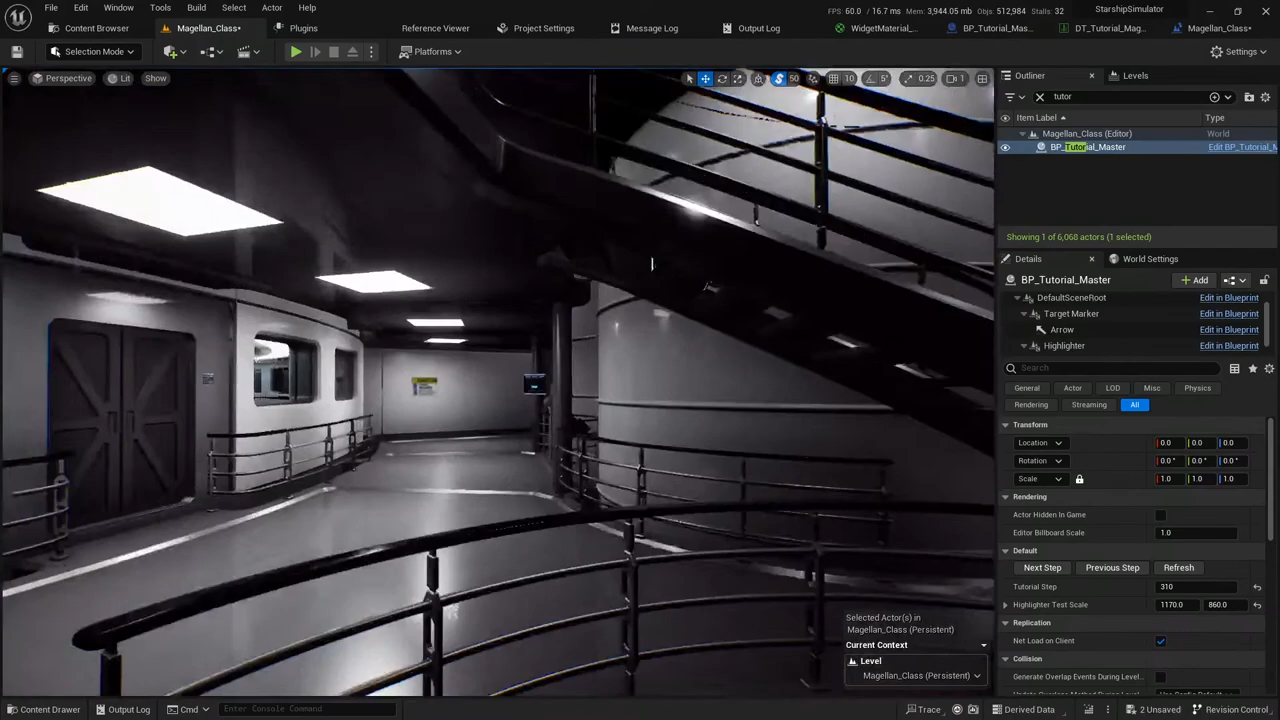 File Edit Window Tools Build Select Actor Help
FPS: 60.0 / 16.7 ms Mem: 3,944.05 mb Objs: 512,984 Stalls: 32
StarshipSimulator
Content Browser Magellan_Class* Plugins Reference Viewer Project Settings Message Log Output Log WidgetMaterial... BP_Tutorial_Mas... DT_Tutorial_Mag... Magellan_Class*
Selection Mode Platforms Settings
Perspective Lit Show 50 10 5° 0.25 1
Outliner Levels
tutor
Item Label Type
Magellan_Class (Editor) World
BP_Tutorial_Master Edit BP_Tutorial_M
Showing 1 of 6,068 actors (1 selected)
Details World Settings
BP_Tutorial_Master Add
DefaultSceneRoot Edit in Blueprint
Target Marker Edit in Blueprint
Arrow Edit in Blueprint
Highlighter Edit in Blueprint
Search
General Actor LOD Misc Physics
Rendering Streaming All
Transform
Location 0.0 0.0 0.0
Rotation 0.0° 0.0° 0.0°
Scale 1.0 1.0 1.0
Rendering
Actor Hidden In Game
Editor Billboard Scale 1.0
Default
Next Step Previous Step Refresh
Tutorial Step 310
Highlighter Test Scale 1170.0 860.0
Replication
Net Load on Client
Collision
Generate Overlap Events During Level...
Selected Actor(s) in
Magellan_Class (Persistent)
Current Context
Level
Magellan_Class (Persistent)
Content Drawer Output Log Cmd Enter Console Command Trace Derived Data 2 Unsaved Revision Control